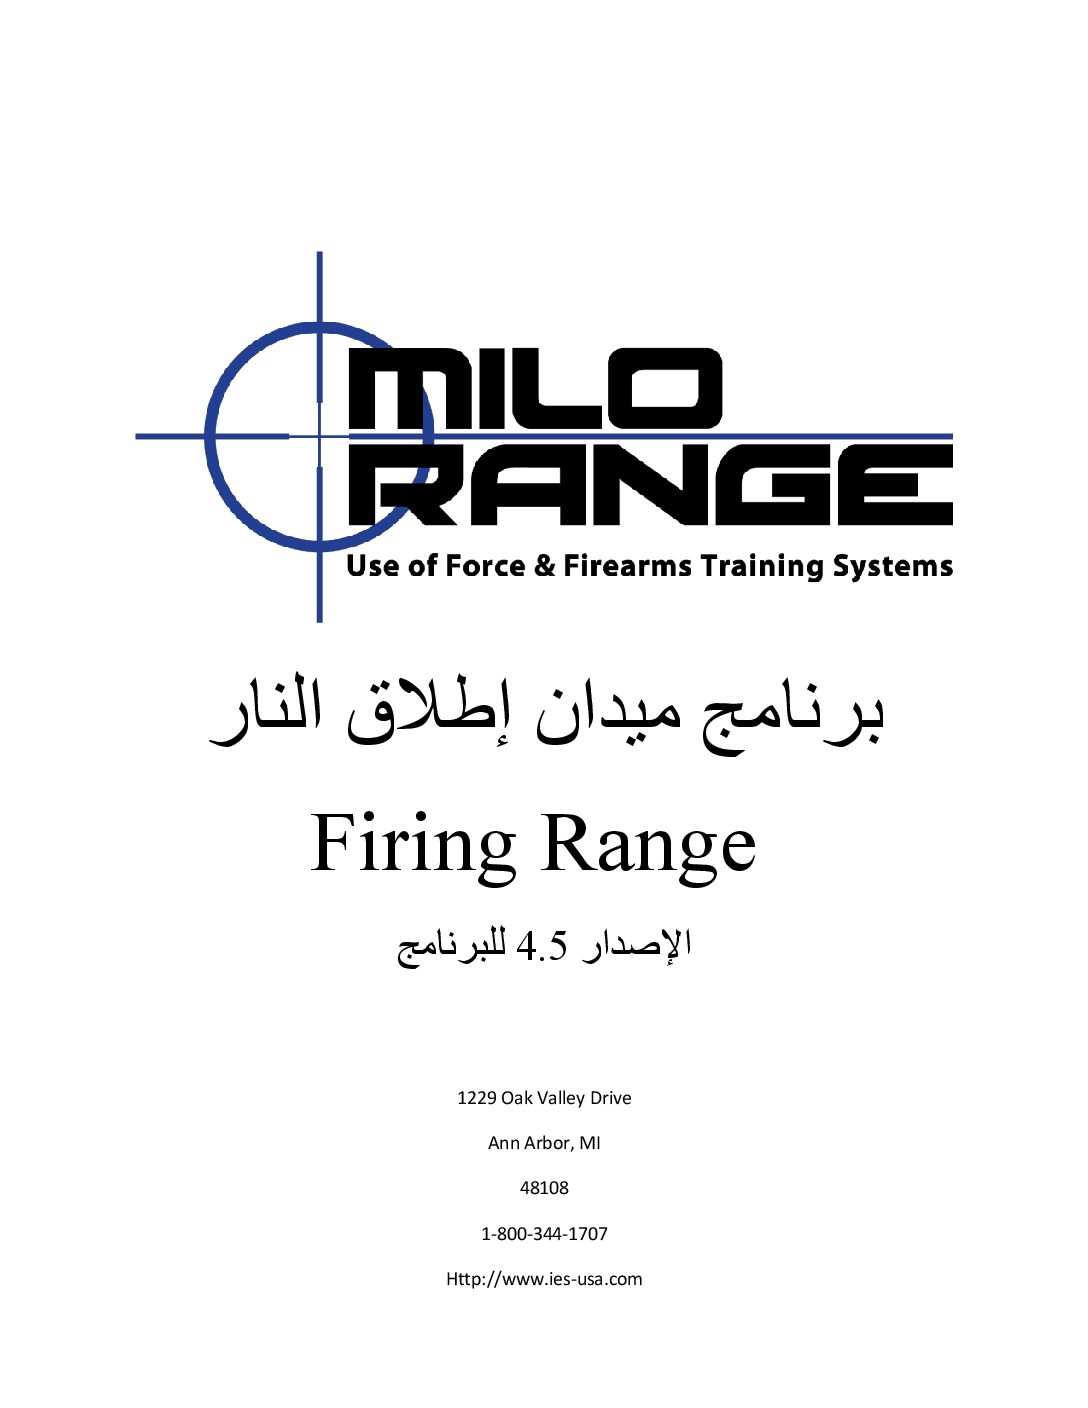 MILO
RANGE
Use of Force & Firearms Training Systems
برنامج ميدان إطلاق النار
Firing Range
الإصدار 4.5 للبرنامج
1229 Oak Valley Drive
Ann Arbor, MI
48108
1-800-344-1707
Http://www.ies-usa.com